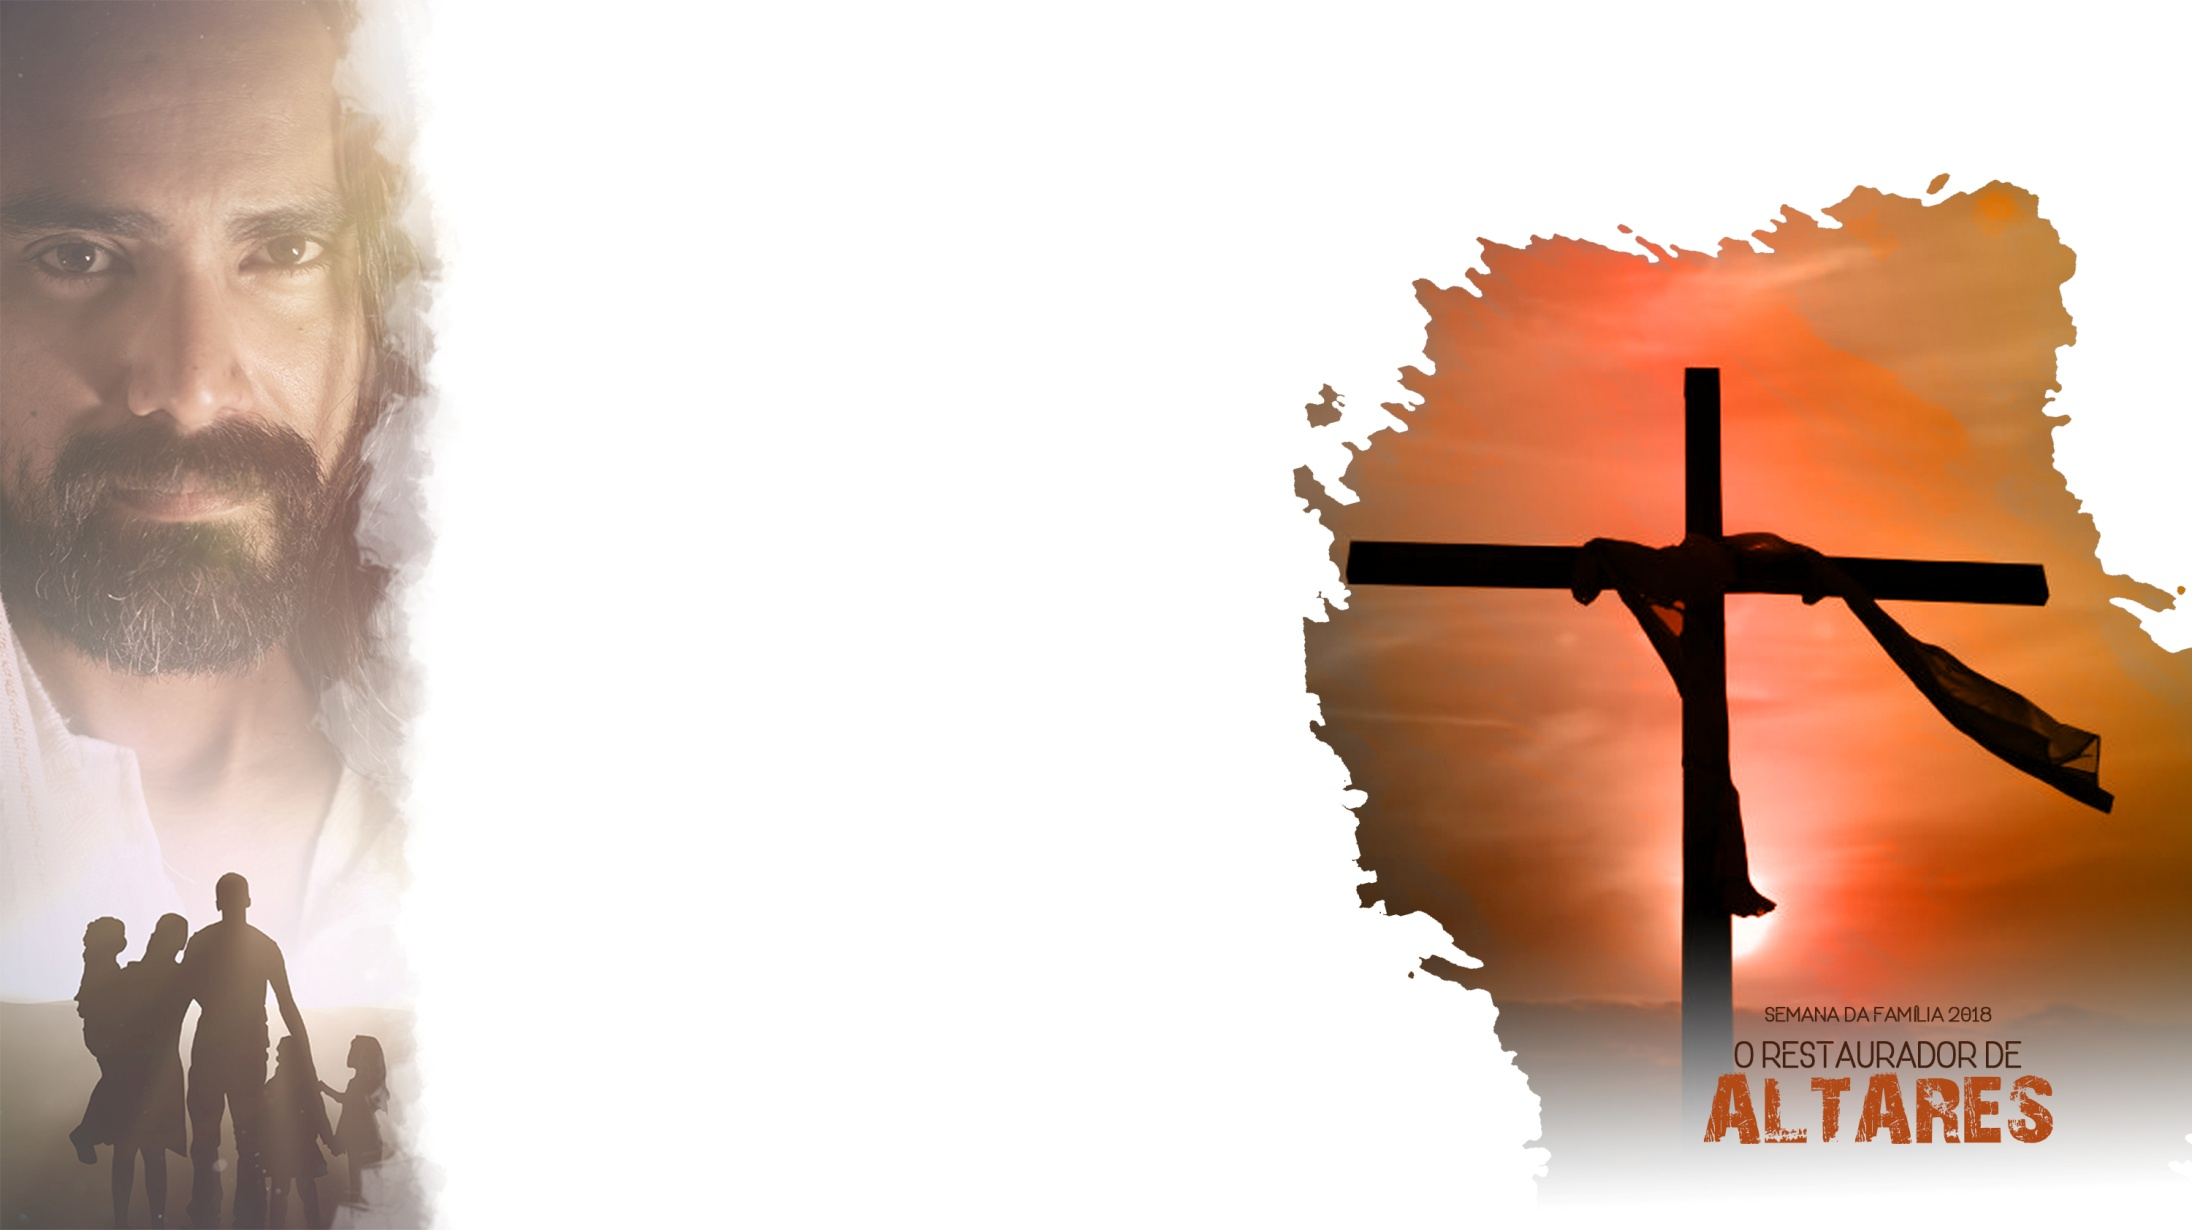 SEMANA DA FAMÍLIA 2018
O RESTAURADOR DE
ALTARES